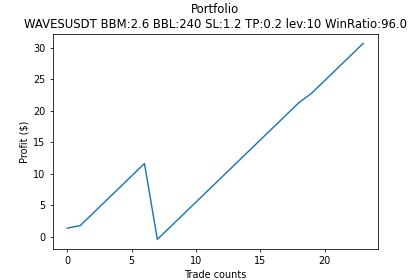 Portfolio
WAVESUSDT BBM:2.6 BBL:240 SL:1.2 TP:0.2 lev:10 WinRatio:96.0
30
25
20
15
10
5
0
Profit ($)
0 5 10 15 20
Trade counts